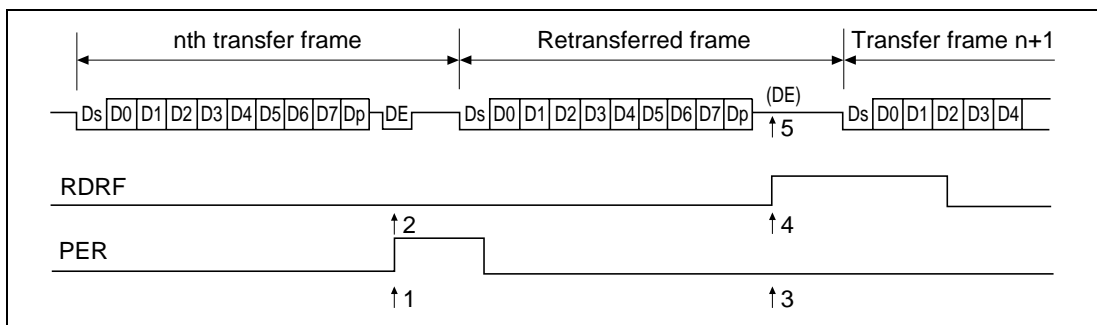 nth transfer frame Retransferred frame Transfer frame n+1
(DE)
Ds D0 D1 D2 D3 D4 D5 D6 D7 Dp DE Ds D0 D1 D2 D3 D4 D5 D6 D7 Dp Ds D0 D1 D2 D3 D4
5
RDRF
2 4
PER
1 3